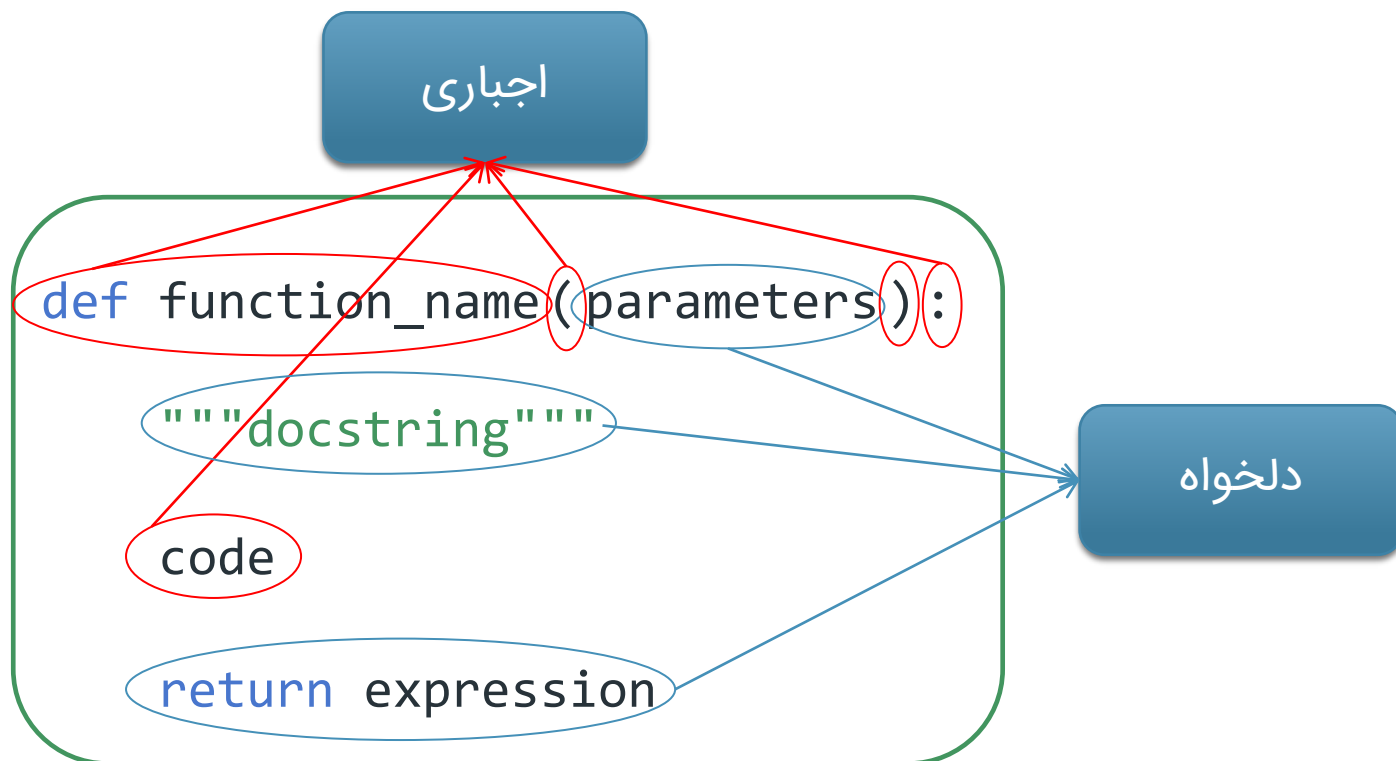 اجباری
def function_name(parameters):
"""docstring"""
code
return expression
دلخواه